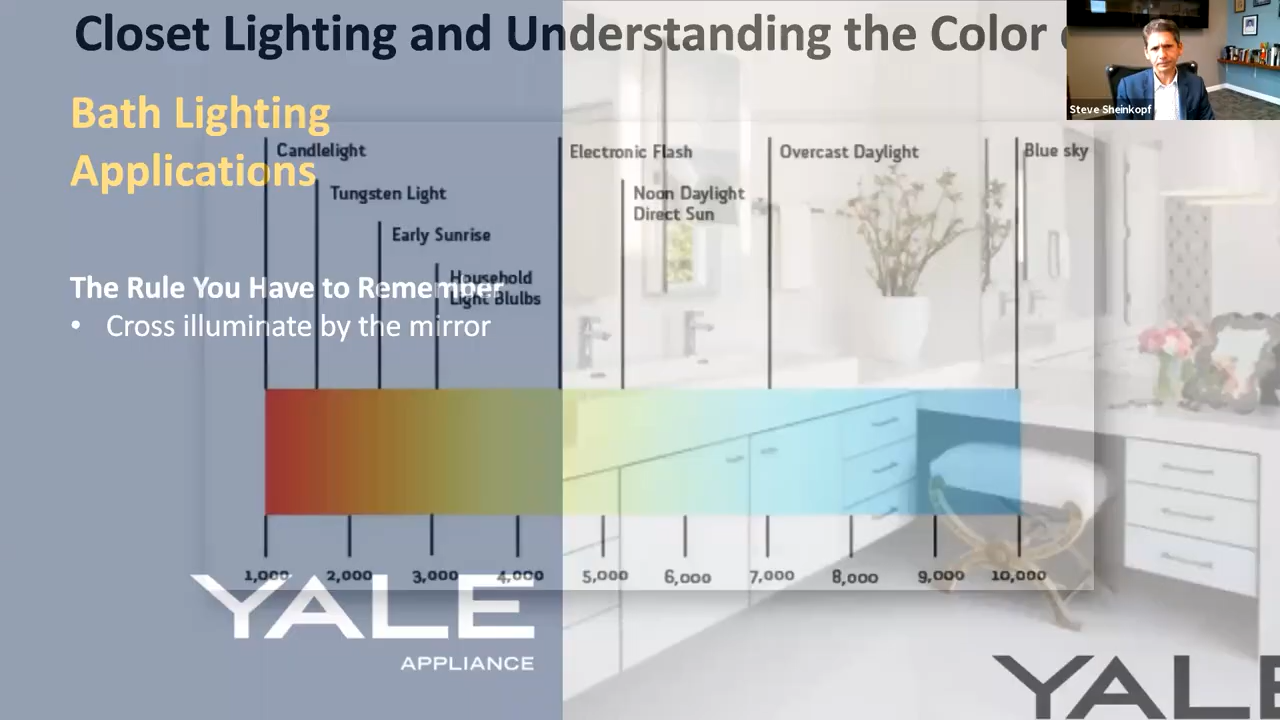 Closet Lighting and Understanding the Color
Steve Sheinkopf
Bath Lighting
Applications
Candlelight
Electronic Flash
Overcast Daylight
Blue sky
Tungsten Light
Noon Daylight
Direct Sun
Early Sunrise
Household
Light Blulbs
The Rule You Have to Remember
• Cross illuminate by the mirror
1,000 2,000 3,000 4,000 5,000 6,000 7,000 8,000 9,000 10,000
YALE
APPLIANCE
YALE